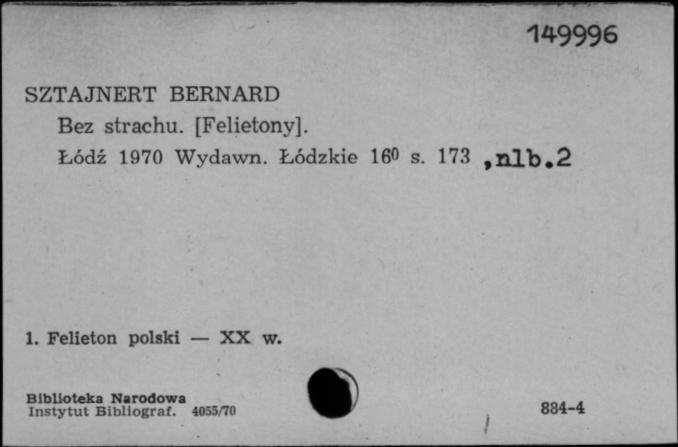 149996
SZTAJNERT BERNARD
Bez strachu. [Felietony].
Łódź 1970 Wydawn. Łódzkie 16⁰ s. 173 ,nlb.2
1. Felieton polski — XX w.
Biblioteka Narodowa
Instytut Bibliograf. 4055/70
884-4